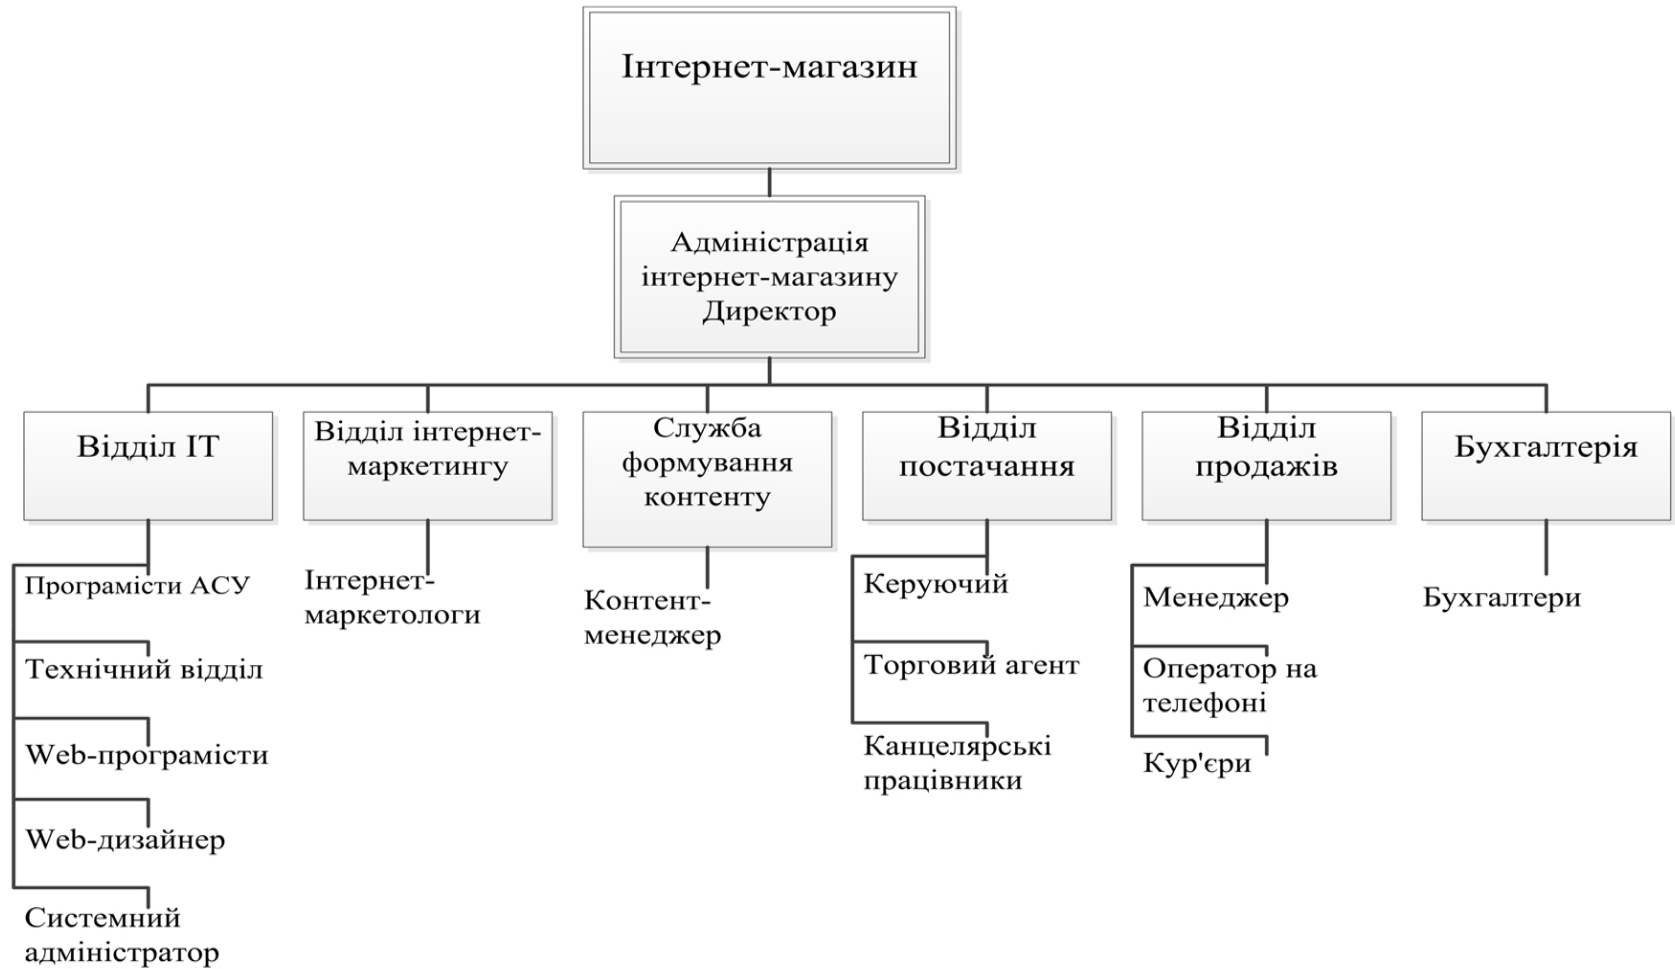 Інтернет-магазин
Адміністрація
інтернет-магазину
Директор
Відділ ІТ
Відділ інтернет-
маркетингу
Служба
формування
контенту
Відділ
постачання
Відділ
продажів
Бухгалтерія
Програмісти АСУ
Технічний відділ
Web-програмісти
Web-дизайнер
Системний
адміністратор
Інтернет-
маркетологи
Контент-
менеджер
Керуючий
Торговий агент
Канцелярські
працівники
Менеджер
Оператор на
телефоні
Кур'єри
Бухгалтери